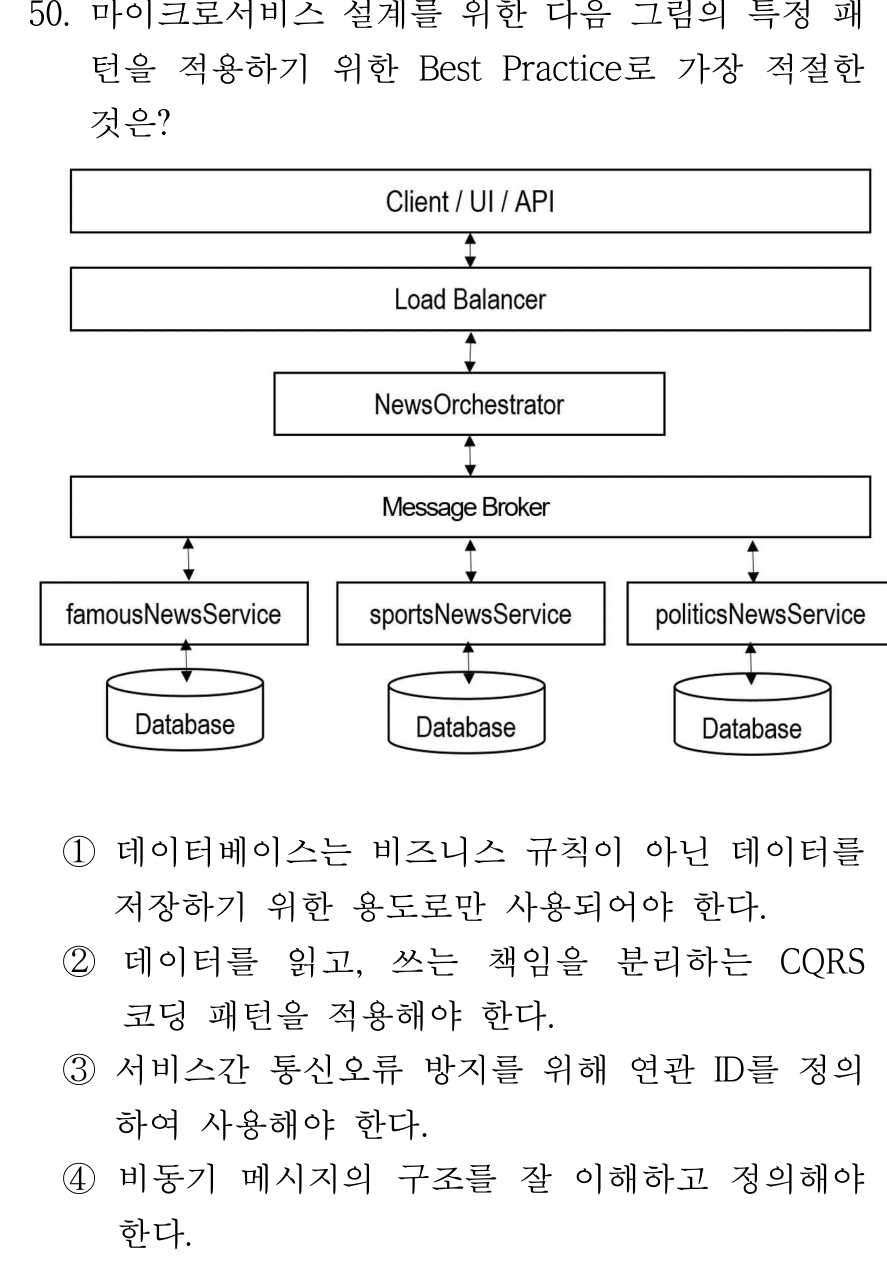 50. 마이크로서비스 설계를 위한 다음 그림의 특정 패
턴을 적용하기 위한 Best Practice로 가장 적절한
것은?
Client / UI / API
Load Balancer
NewsOrchestrator
Message Broker
famousNewsService
sportsNewsService
politicsNewsService
Database
Database
Database
① 데이터베이스는 비즈니스 규칙이 아닌 데이터를
저장하기 위한 용도로만 사용되어야 한다.
② 데이터를 읽고, 쓰는 책임을 분리하는 CQRS
코딩 패턴을 적용해야 한다.
③ 서비스간 통신오류 방지를 위해 연관 ID를 정의
하여 사용해야 한다.
④ 비동기 메시지의 구조를 잘 이해하고 정의해야
한다.